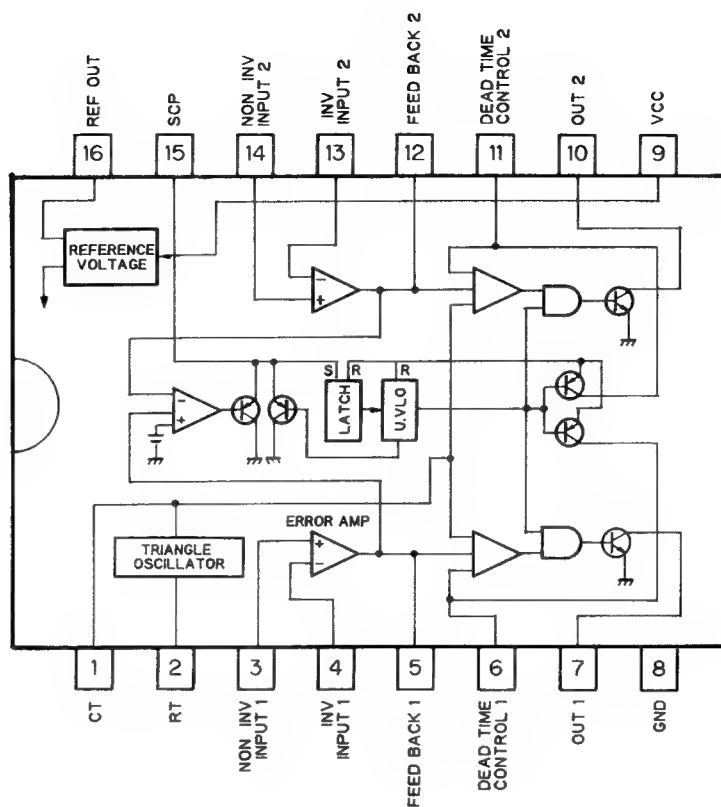 REF OUT
SCP
NON INV
INPUT 2
INV
INPUT 2
FEED BACK 2
DEAD TIME
CONTROL 2
OUT 2
VCC
16
15
14
13
12
11
10
9
REFERENCE
VOLTAGE
S
R
R
LATCH
U,VLO
ERROR AMP
TRIANGLE
OSCILLATOR
1
2
3
4
5
6
7
8
CT
RT
NON INV
INPUT 1
INV
INPUT 1
FEED BACK 1
DEAD TIME
CONTROL 1
OUT 1
GND